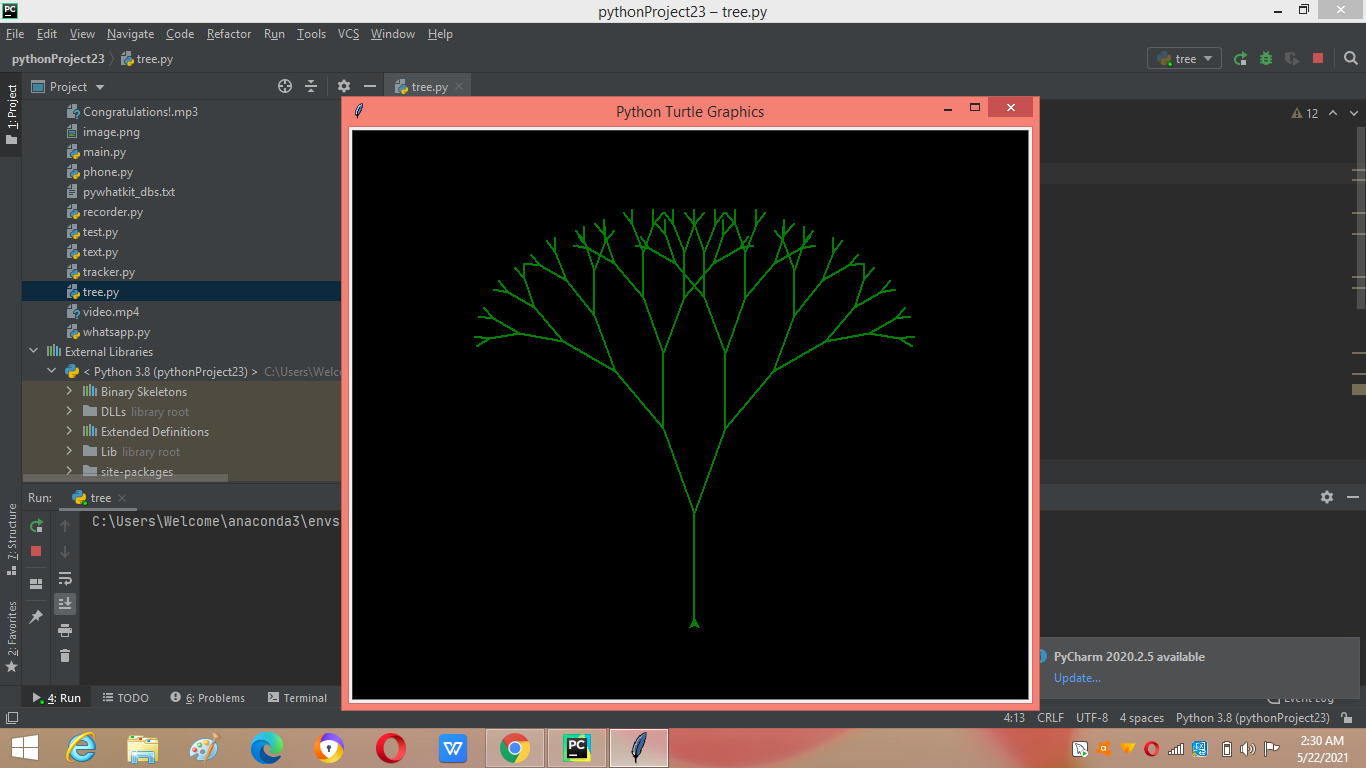 pythonProject23 – tree.py
File Edit View Navigate Code Refactor Run Tools VCS Window Help
pythonProject23 tree.py
tree
Project
tree.py
1: Project
Congratulations!.mp3
image.png
main.py
phone.py
pywhatkit_dbs.txt
recorder.py
test.py
text.py
tracker.py
tree.py
video.mp4
whatsapp.py
External Libraries
< Python 3.8 (pythonProject23) > C:\Users\Welc
Binary Skeletons
DLLs library root
Extended Definitions
Lib library root
site-packages
Python Turtle Graphics
12
Run: tree
C:\Users\Welcome\anaconda3\envs
7: Structure
2: Favorites
PyCharm 2020.2.5 available
Update...
4: Run TODO 6: Problems Terminal
Event Log
4:13 CRLF UTF-8 4 spaces Python 3.8 (pythonProject23)
2:30 AM
5/22/2021